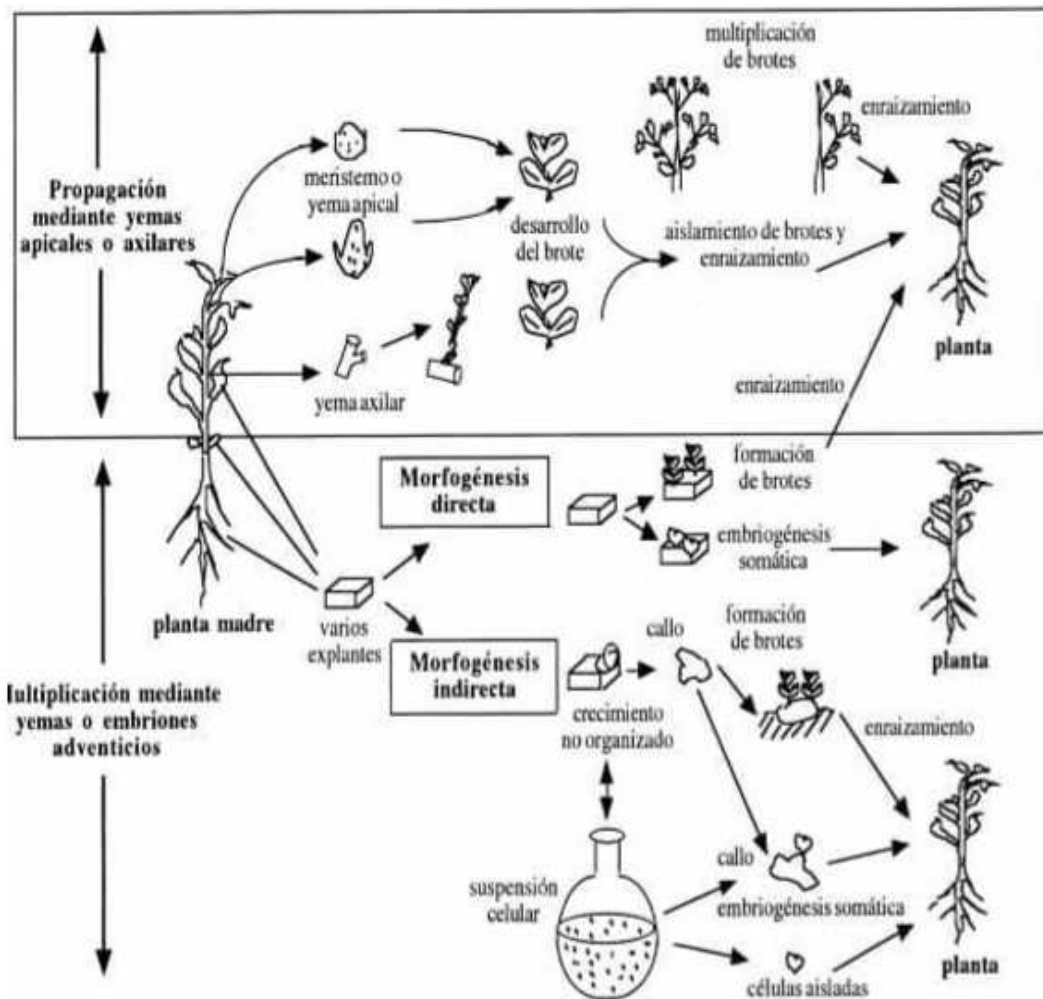 multiplicación
de brotes
enraizamiento
Propagación
mediante yemas
apicales o axilares
meristemo o
yema apical
desarrollo
del brote
aislamiento de brotes y
enraizamiento
planta
yema axilar
enraizamiento
Morfogénesis
directa
formación
de brotes
embriogénesis
somática
planta madre
varios
explantes
Morfogénesis
indirecta
callo
formación
de brotes
planta
Multiplicación mediante
yemas o embriones
adventicios
crecimiento
no organizado
enraizamiento
suspensión
celular
callo
embriogénesis somática
células aisladas
planta